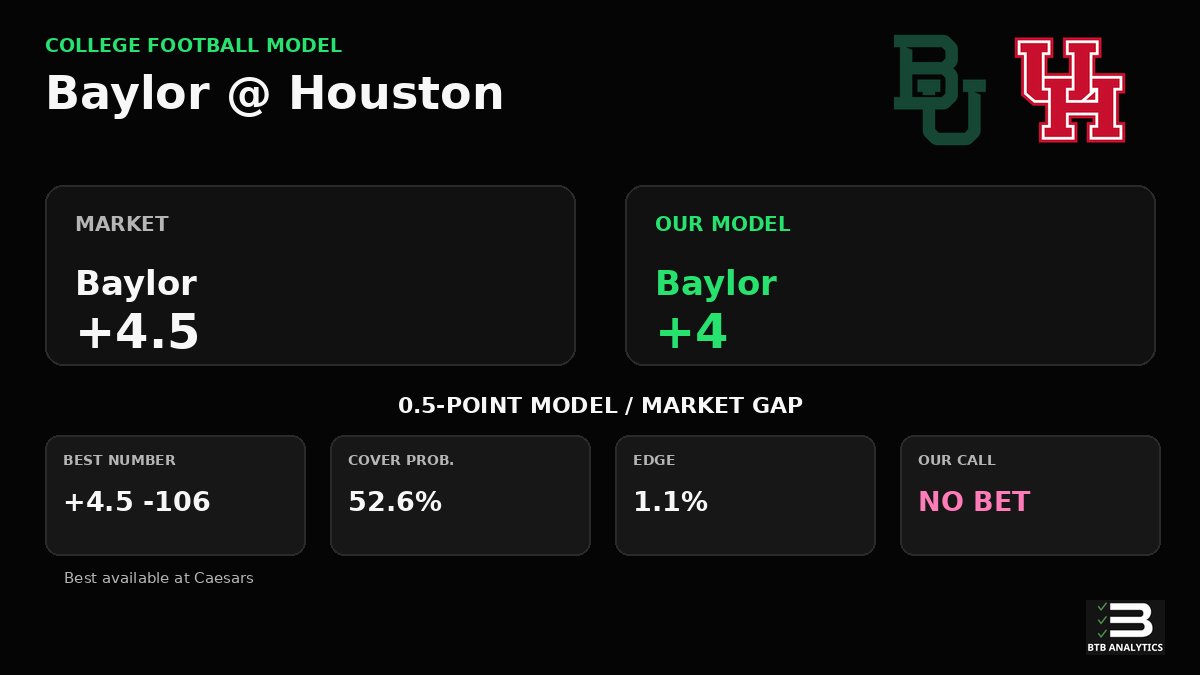 COLLEGE FOOTBALL MODEL
Baylor @ Houston
BU
UH
MARKET
Baylor
+4.5
OUR MODEL
Baylor
+4
0.5-POINT MODEL / MARKET GAP
BEST NUMBER
+4.5 -106
COVER PROB.
52.6%
EDGE
1.1%
OUR CALL
NO BET
Best available at Caesars
B
BTB ANALYTICS